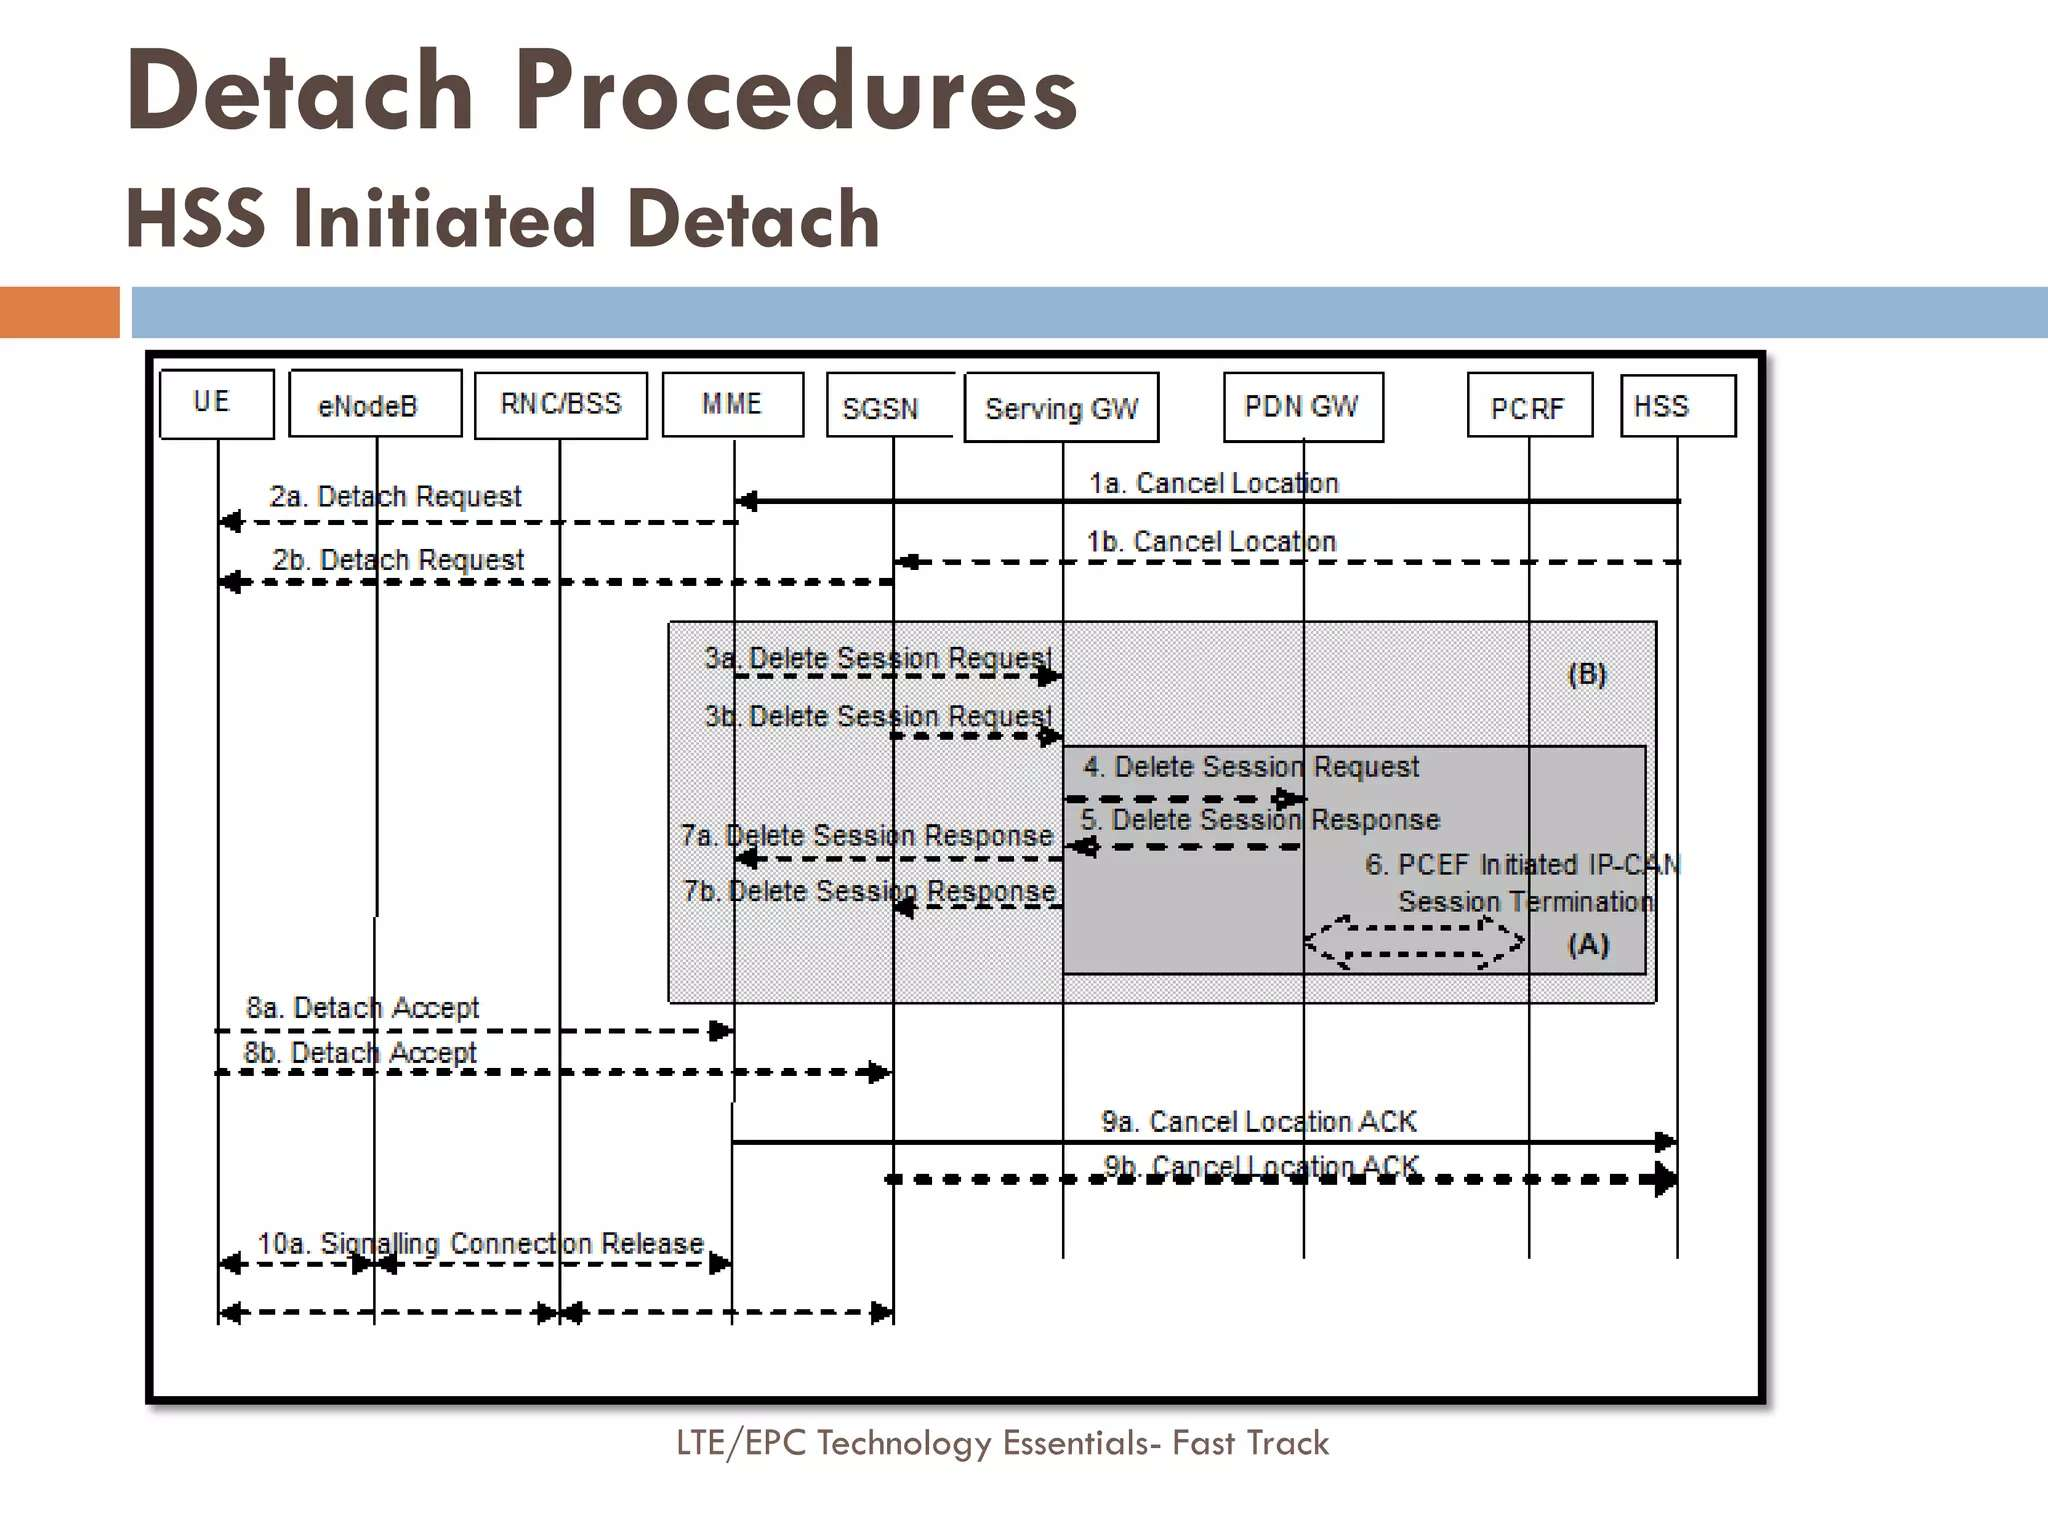 Detach Procedures
HSS Initiated Detach
UE
eNodeB
RNC/BSS
MME
SGSN
Serving GW
PDN GW
PCRF
HSS
1a. Cancel Location
2a. Detach Request
1b. Cancel Location
2b. Detach Request
3a. Delete Session Request
(B)
3b. Delete Session Request
4. Delete Session Request
5. Delete Session Response
7a. Delete Session Response
6. PCEF Initiated IP-CAN
Session Termination
7b. Delete Session Response
(A)
8a. Detach Accept
8b. Detach Accept
9a. Cancel Location ACK
9b. Cancel Location ACK
10a. Signalling Connection Release
LTE/EPC Technology Essentials- Fast Track